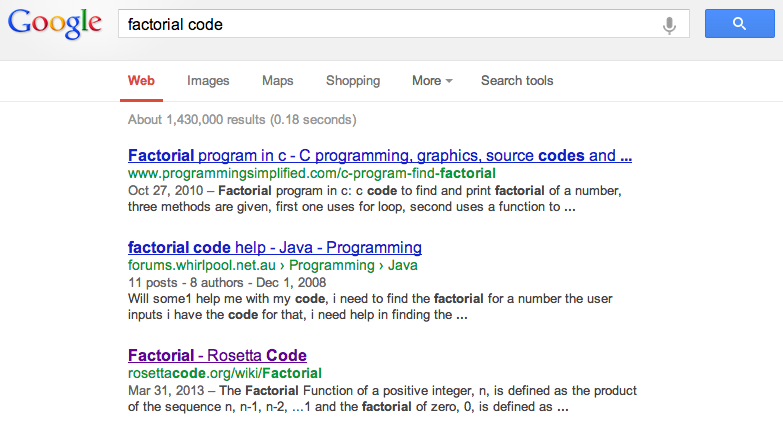 Google
factorial code
Web Images Maps Shopping More Search tools
About 1,430,000 results (0.18 seconds)
Factorial program in c - C programming, graphics, source codes and ...
www.programmingsimplified.com/c-program-find-factorial
Oct 27, 2010 – Factorial program in c: c code to find and print factorial of a number,
three methods are given, first one uses for loop, second uses a function to ...
factorial code help - Java - Programming
forums.whirlpool.net.au › Programming › Java
11 posts - 8 authors - Dec 1, 2008
Will some1 help me with my code, i need to find the factorial for a number the user
inputs i have the code for that, i need help in finding the ...
Factorial - Rosetta Code
rosettacode.org/wiki/Factorial
Mar 31, 2013 – The Factorial Function of a positive integer, n, is defined as the product
of the sequence n, n-1, n-2, ...1 and the factorial of zero, 0, is defined as ...